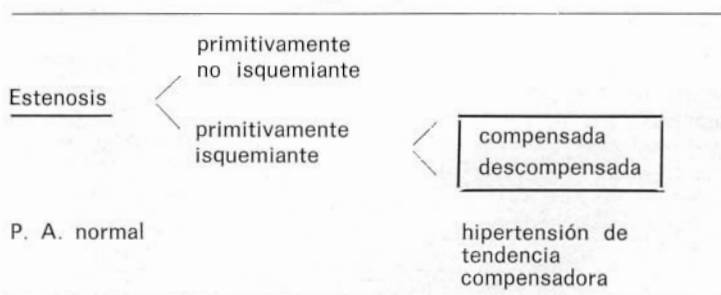 primitivamente
no isquemiante
Estenosis
primitivamente
isquemiante
compensada
descompensada
P. A. normal
hipertensión de
tendencia
compensadora